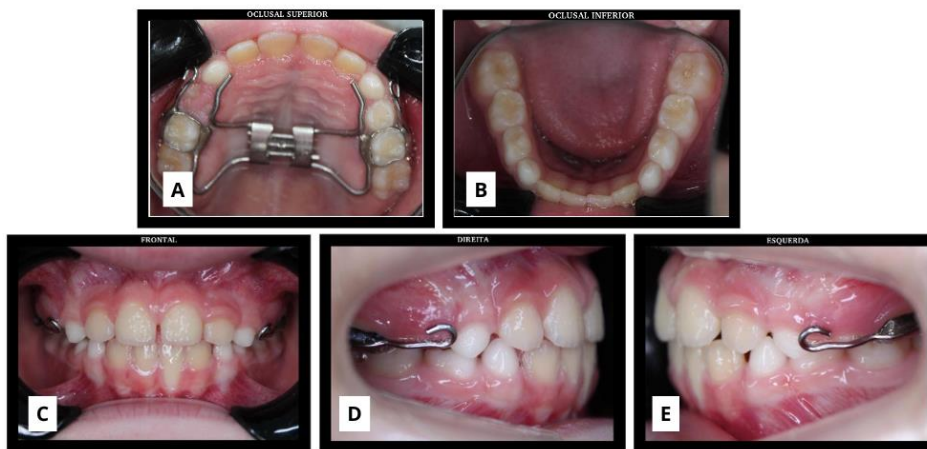 OCLUSAL SUPERIOR
OCLUSAL INFERIOR
A
B
FRONTAL
DIREITA
ESQUERDA
C
D
E